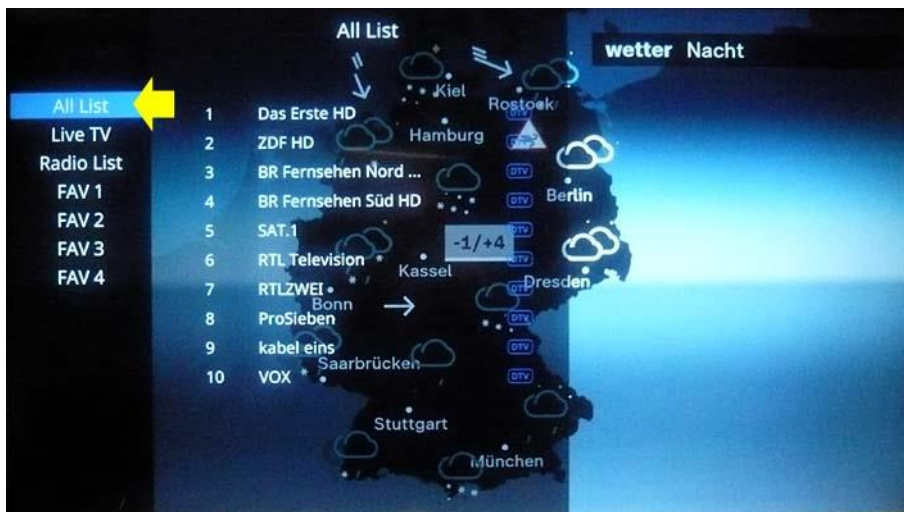 All List
wetter Nacht
All List
Live TV
Radio List
FAV 1
FAV 2
FAV 3
FAV 4
1 Das Erste HD DTV
2 ZDF HD
3 BR Fernsehen Nord ... DTV
4 BR Fernsehen Süd HD DTV
5 SAT.1 DTV
6 RTL Television DTV
7 RTLZWEI DTV
8 ProSieben DTV
9 kabel eins DTV
10 VOX DTV
Kiel
Rostock
Hamburg
Berlin
-1/+4
Kassel
Dresden
Bonn
Saarbrücken
Stuttgart
München